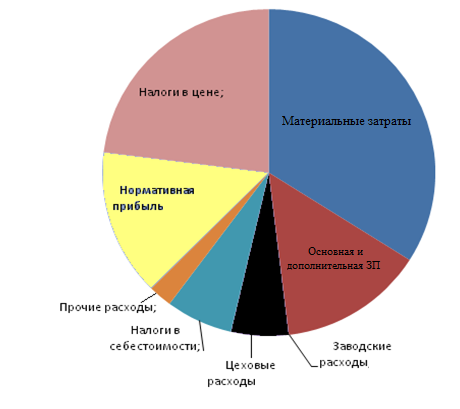 Налоги в цене;
Материальные затраты
Нормативная
прибыль
Основная и
дополнительная ЗП
Прочие расходы;
Налоги в
себестоимости;
Цеховые
расходы
Заводские
расходы;